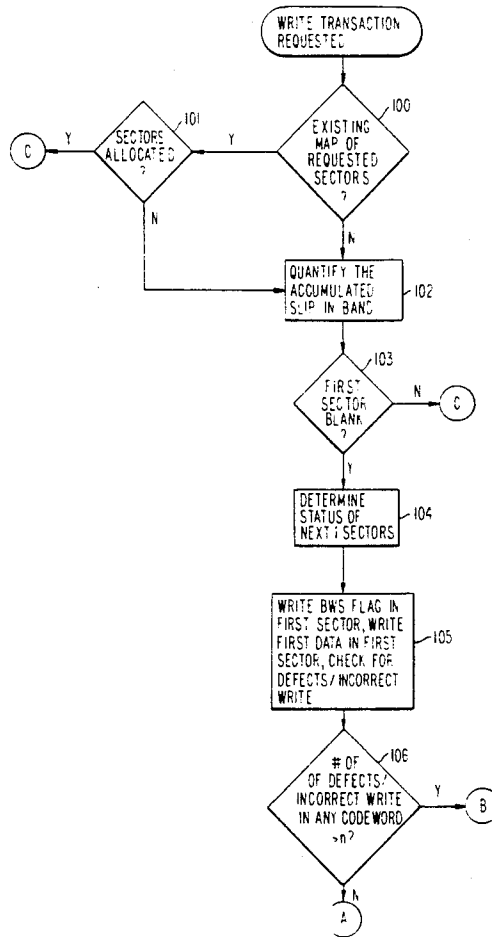 WRITE TRANSACTION
REQUESTED
100
EXISTING
MAP OF
REQUESTED
SECTORS
?
Y
101
SECTORS
ALLOCATED
?
Y
C
N
N
QUANTIFY THE
ACCUMULATED
SLIP IN BAND
102
103
FIRST
SECTOR
BLANK
?
N
C
Y
DETERMINE
STATUS OF
NEXT i SECTORS
104
WRITE BWS FLAG IN
FIRST SECTOR, WRITE
FIRST DATA IN FIRST
SECTOR, CHECK FOR
DEFECTS/INCORRECT
WRITE
105
106
# OF
OF DEFECTS/
INCORRECT WRITE
IN ANY CODEWORD
>n?
Y
B
N
A